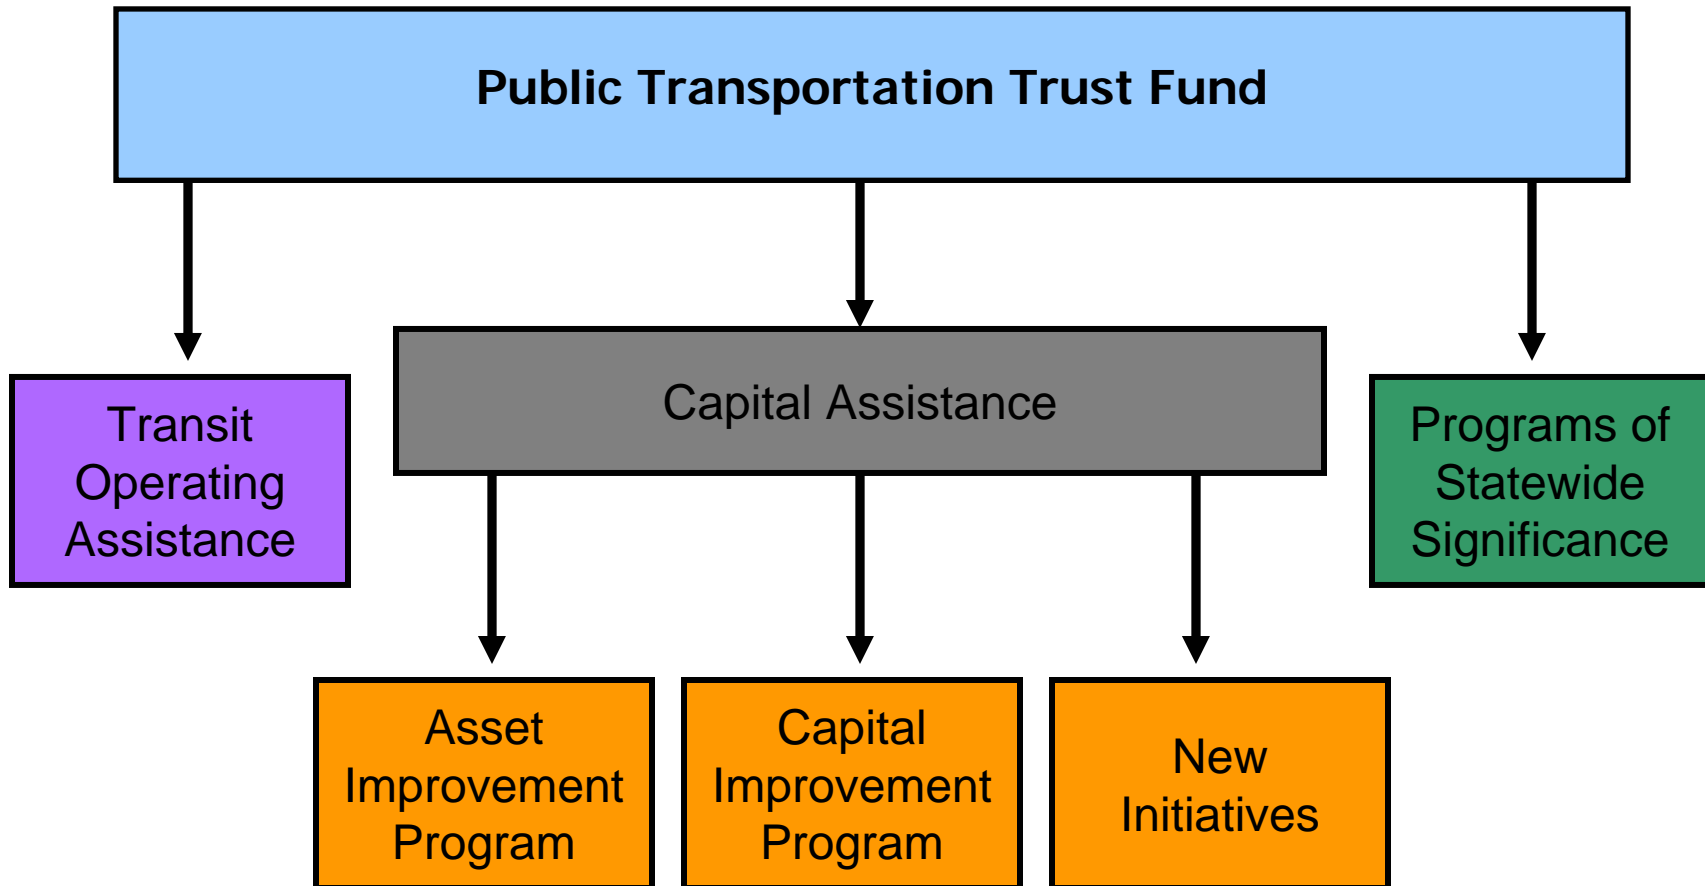 Public Transportation Trust Fund
Capital Assistance
Transit
Operating
Assistance
Programs of
Statewide
Significance
Asset
Improvement
Program
Capital
Improvement
Program
New
Initiatives